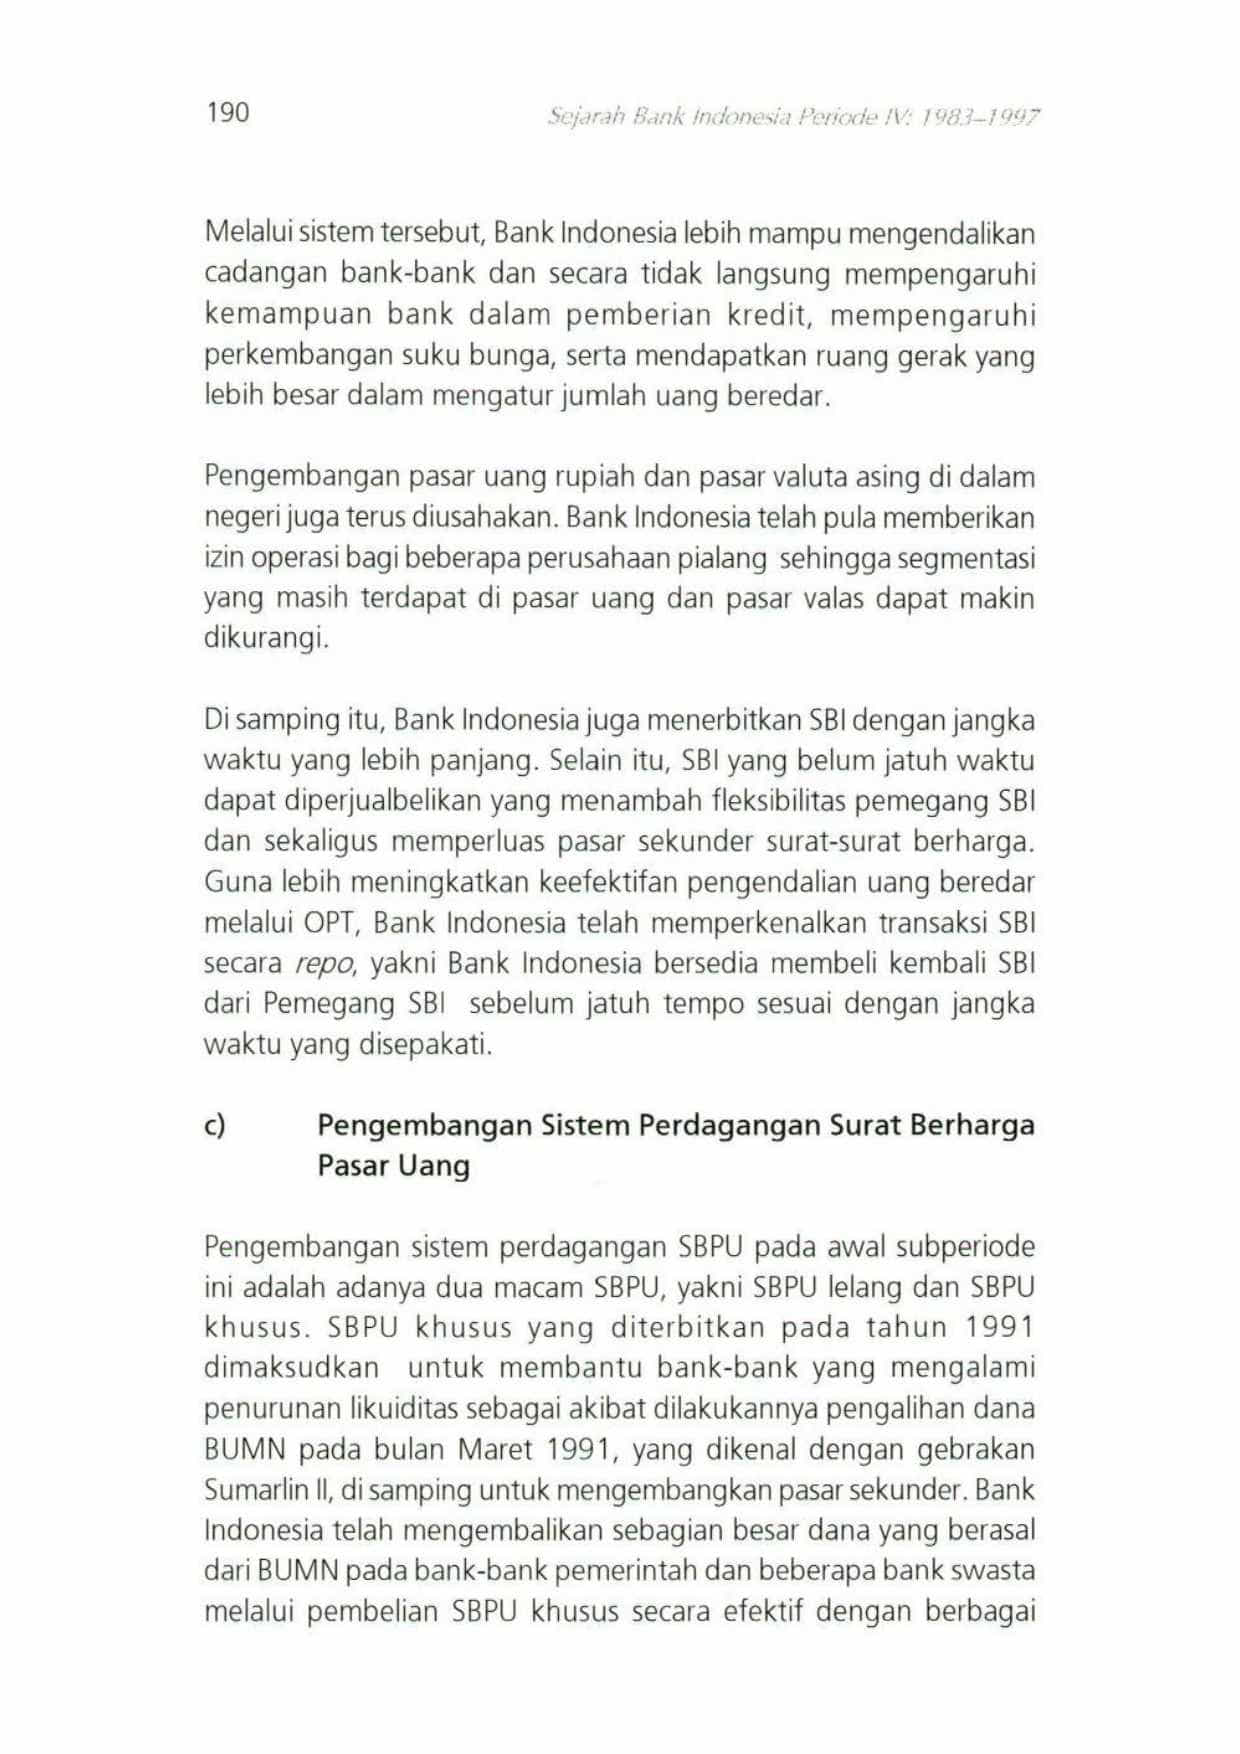 190
Sejarah Bank Indonesia Periode IV: 1983–1997
Melalui sistem tersebut, Bank Indonesia lebih mampu mengendalikan
cadangan bank-bank dan secara tidak langsung mempengaruhi
kemampuan bank dalam pemberian kredit, mempengaruhi
perkembangan suku bunga, serta mendapatkan ruang gerak yang
lebih besar dalam mengatur jumlah uang beredar.
Pengembangan pasar uang rupiah dan pasar valuta asing di dalam
negeri juga terus diusahakan. Bank Indonesia telah pula memberikan
izin operasi bagi beberapa perusahaan pialang sehingga segmentasi
yang masih terdapat di pasar uang dan pasar valas dapat makin
dikurangi.
Di samping itu, Bank Indonesia juga menerbitkan SBI dengan jangka
waktu yang lebih panjang. Selain itu, SBI yang belum jatuh waktu
dapat diperjualbelikan yang menambah fleksibilitas pemegang SBI
dan sekaligus memperluas pasar sekunder surat-surat berharga.
Guna lebih meningkatkan keefektifan pengendalian uang beredar
melalui OPT, Bank Indonesia telah memperkenalkan transaksi SBI
secara repo, yakni Bank Indonesia bersedia membeli kembali SBI
dari Pemegang SBI sebelum jatuh tempo sesuai dengan jangka
waktu yang disepakati.
c) Pengembangan Sistem Perdagangan Surat Berharga
Pasar Uang
Pengembangan sistem perdagangan SBPU pada awal subperiode
ini adalah adanya dua macam SBPU, yakni SBPU lelang dan SBPU
khusus. SBPU khusus yang diterbitkan pada tahun 1991
dimaksudkan untuk membantu bank-bank yang mengalami
penurunan likuiditas sebagai akibat dilakukannya pengalihan dana
BUMN pada bulan Maret 1991, yang dikenal dengan gebrakan
Sumarlin II, di samping untuk mengembangkan pasar sekunder. Bank
Indonesia telah mengembalikan sebagian besar dana yang berasal
dari BUMN pada bank-bank pemerintah dan beberapa bank swasta
melalui pembelian SBPU khusus secara efektif dengan berbagai